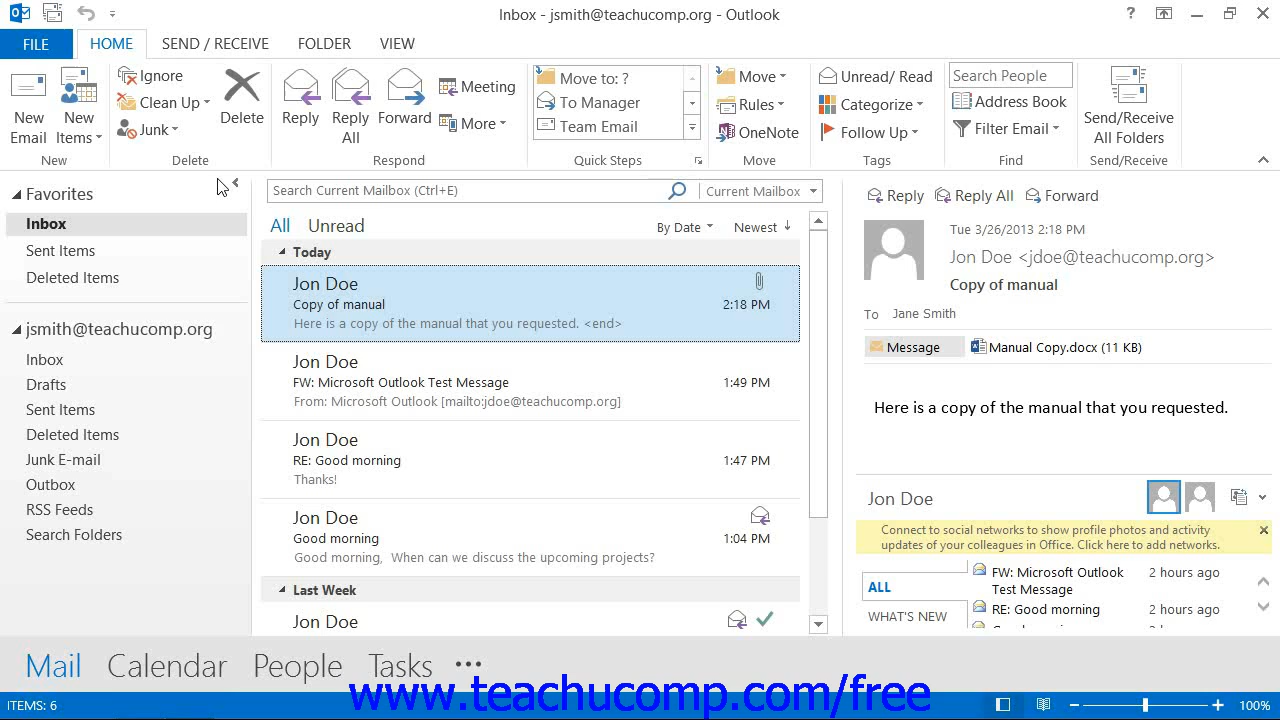 Inbox - jsmith@teachucomp.org - Outlook
FILE HOME SEND / RECEIVE FOLDER VIEW
New Email
New Items
Ignore
Clean Up
Junk
Delete
Reply
Reply All
Forward
Meeting
More
Move to: ?
To Manager
Team Email
Move
Rules
OneNote
Unread/ Read
Categorize
Follow Up
Search People
Address Book
Filter Email
Send/Receive All Folders
New Delete Respond Quick Steps Move Tags Find Send/Receive
Favorites
Inbox
Sent Items
Deleted Items
jsmith@teachucomp.org
Inbox
Drafts
Sent Items
Deleted Items
Junk E-mail
Outbox
RSS Feeds
Search Folders
Search Current Mailbox (Ctrl+E) Current Mailbox
All Unread By Date Newest
Today
Jon Doe
Copy of manual 2:18 PM
Here is a copy of the manual that you requested. <end>
Jon Doe
FW: Microsoft Outlook Test Message 1:49 PM
From: Microsoft Outlook [mailto:jdoe@teachucomp.org]
Jon Doe
RE: Good morning 1:47 PM
Thanks!
Jon Doe
Good morning 1:04 PM
Good morning, When can we discuss the upcoming projects?
Last Week
Jon Doe
Reply Reply All Forward
Tue 3/26/2013 2:18 PM
Jon Doe <jdoe@teachucomp.org>
Copy of manual
To Jane Smith
Message Manual Copy.docx (11 KB)
Here is a copy of the manual that you requested.
Jon Doe
Connect to social networks to show profile photos and activity
updates of your colleagues in Office. Click here to add networks.
ALL
WHAT'S NEW
FW: Microsoft Outlook Test Message 2 hours ago
RE: Good morning 2 hours ago
Mail Calendar People Tasks •••
www.teachucomp.com/free
ITEMS: 6 100%